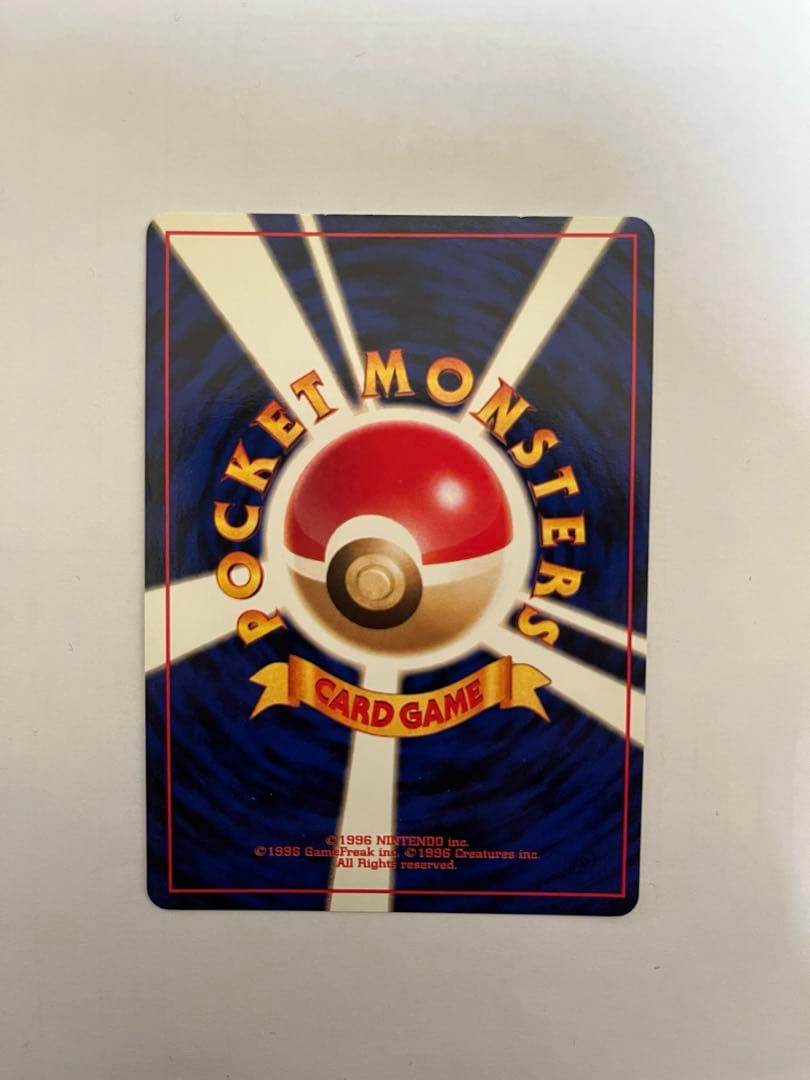 POCKET MONSTERS
CARD GAME
©1996 NINTENDO inc.
©1996 GameFreak inc. ©1996 Creatures inc.
All Rights reserved.